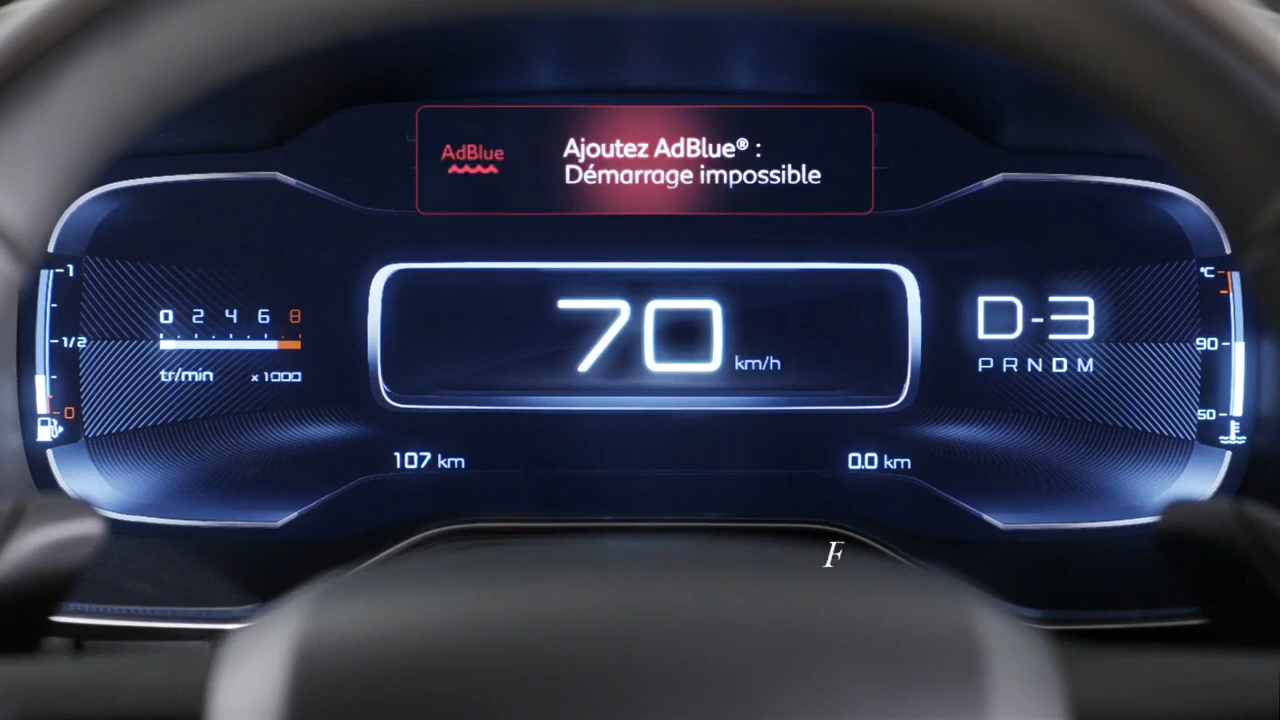 AdBlue
Ajoutez AdBlue® :
Démarrage impossible
1
1/2
0
0 2 4 6 8
tr/min x 1000
70 km/h
D-3
P R N D M
°C
90
50
107 km
0.0 km
F